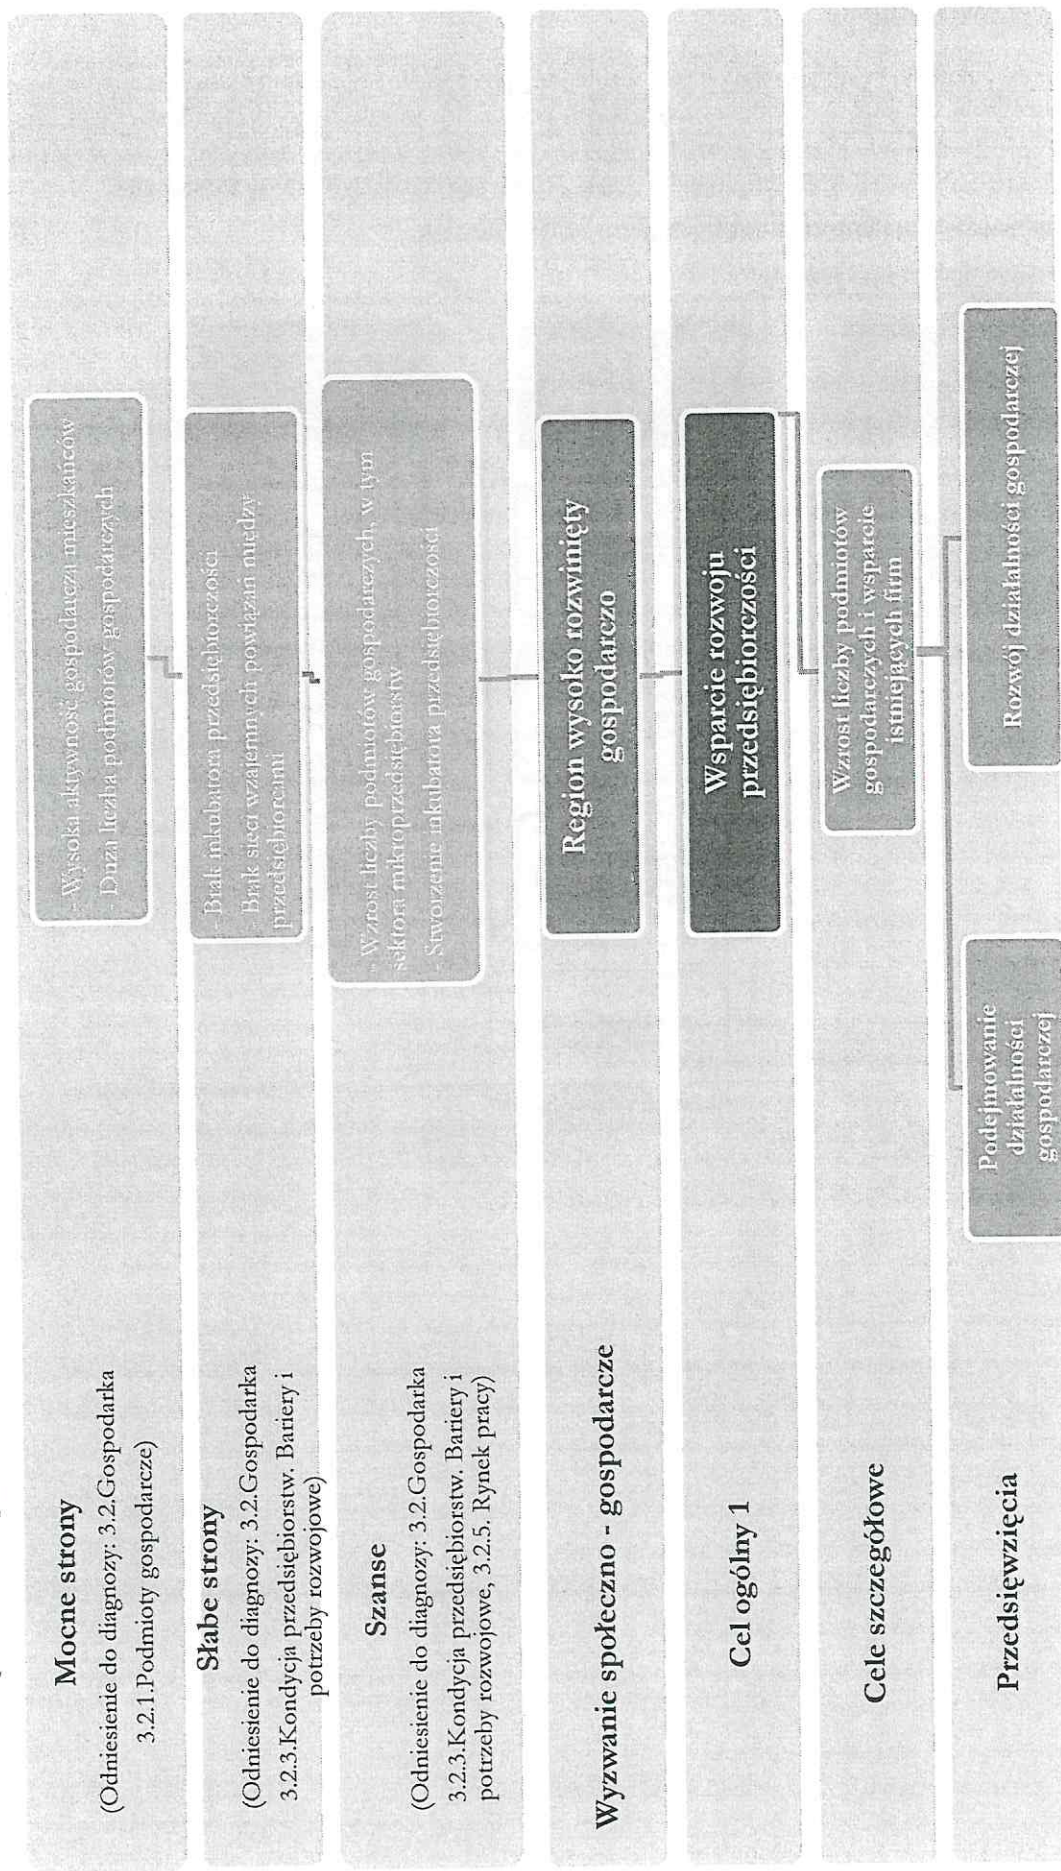 Mocne strony
(Odniesienie do diagnozy: 3.2.Gospodarka
3.2.1.Podmioty gospodarcze)
- Wysoka aktywność gospodarcza mieszkańców
- Duża liczba podmiotów gospodarczych
Słabe strony
(Odniesienie do diagnozy: 3.2.Gospodarka
3.2.3.Kondycja przedsiębiorstw. Bariery i
potrzeby rozwojowe)
- Brak inkubatora przedsiębiorczości
- Brak sieci wzajemnych powiązań między
przedsiębiorcami
Szanse
(Odniesienie do diagnozy: 3.2.Gospodarka
3.2.3.Kondycja przedsiębiorstw. Bariery i
potrzeby rozwojowe, 3.2.5. Rynek pracy)
- Wzrost liczby podmiotów gospodarczych, w tym
sektora mikroprzedsiębiorstw
- Stworzenie inkubatora przedsiębiorczości
Wyzwanie społeczno - gospodarcze
Region wysoko rozwinięty
gospodarczo
Cel ogólny 1
Wsparcie rozwoju
przedsiębiorczości
Cele szczegółowe
Wzrost liczby podmiotów
gospodarczych i wsparcie
istniejących firm
Przedsięwzięcia
Podejmowanie
działalności
gospodarczej
Rozwój działalności gospodarczej